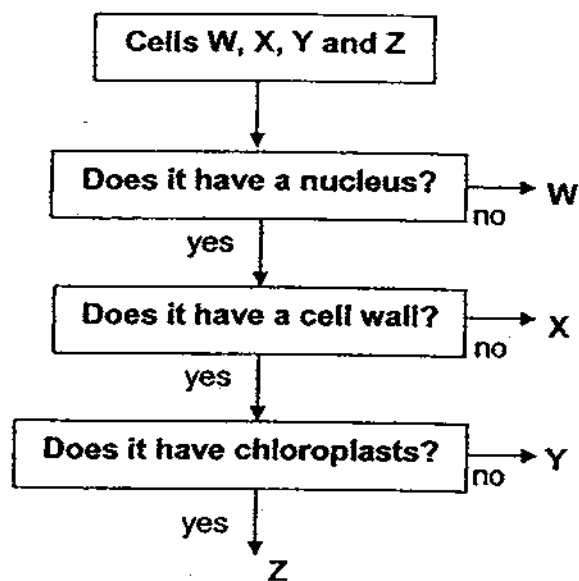 Cells W, X, Y and Z
Does it have a nucleus?
no
W
yes
Does it have a cell wall?
no
X
yes
Does it have chloroplasts?
no
Y
yes
Z